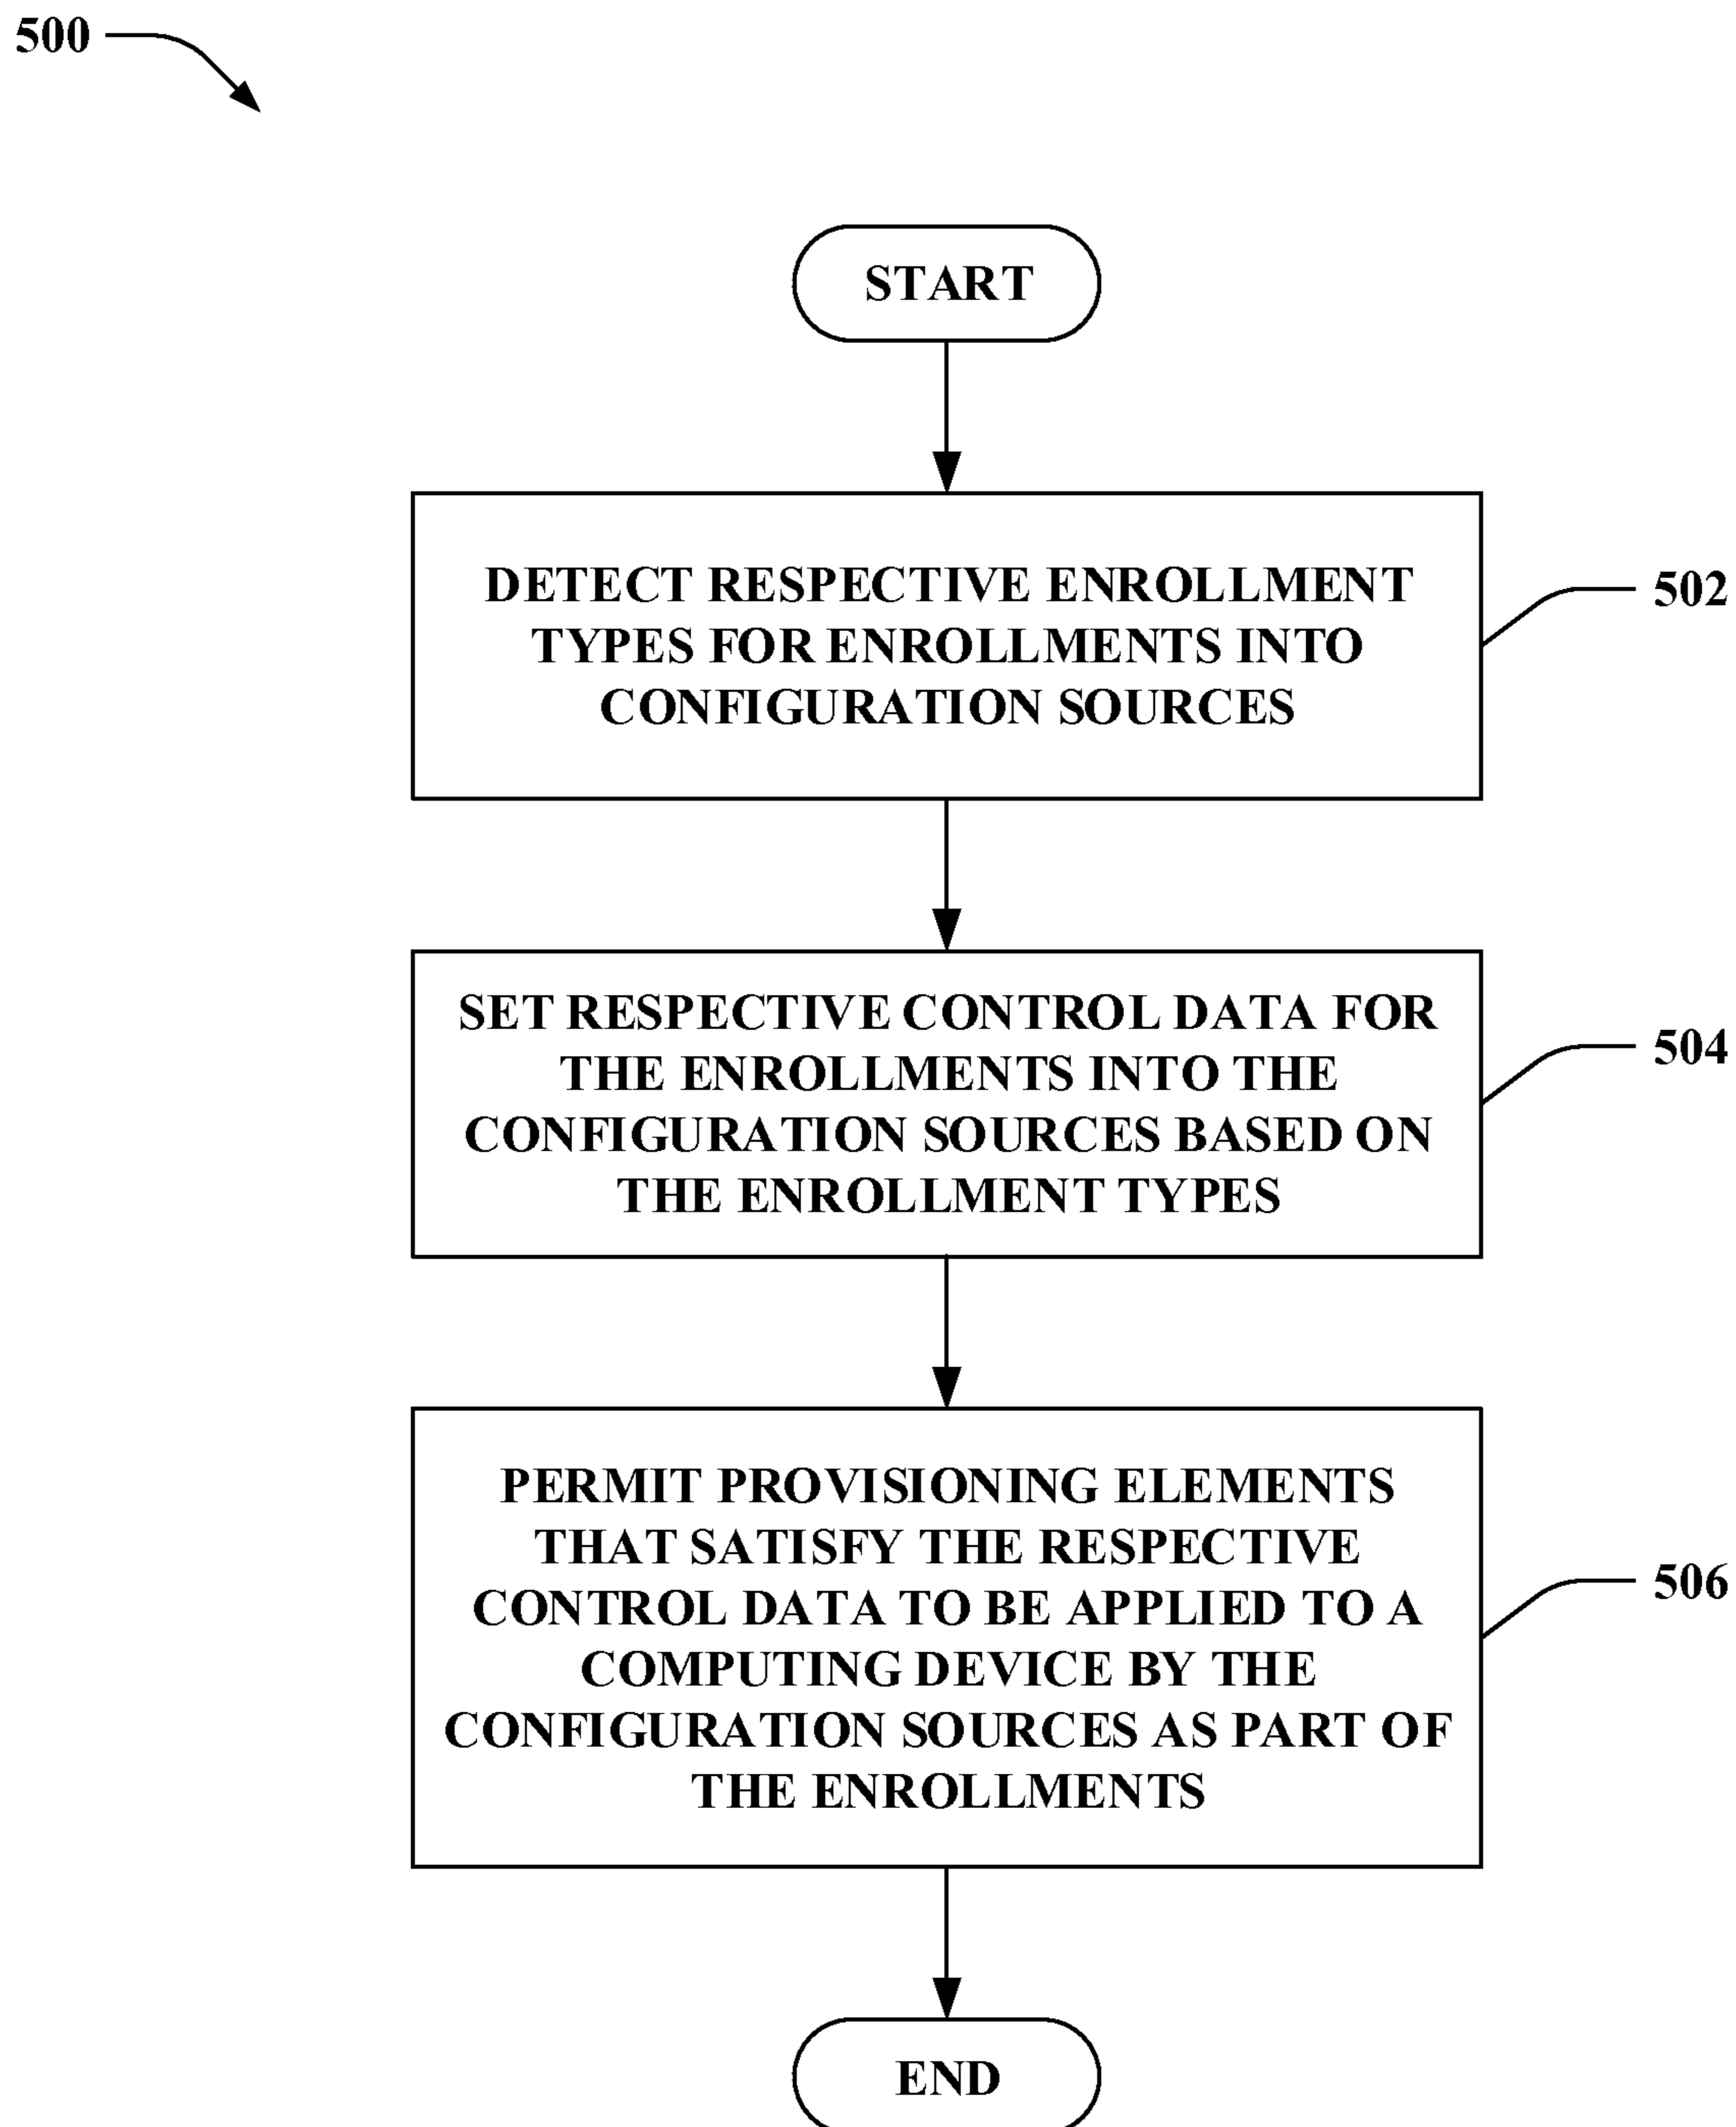 500
START
DETECT RESPECTIVE ENROLLMENT
TYPES FOR ENROLLMENTS INTO
CONFIGURATION SOURCES
502
SET RESPECTIVE CONTROL DATA FOR
THE ENROLLMENTS INTO THE
CONFIGURATION SOURCES BASED ON
THE ENROLLMENT TYPES
504
PERMIT PROVISIONING ELEMENTS
THAT SATISFY THE RESPECTIVE
CONTROL DATA TO BE APPLIED TO A
COMPUTING DEVICE BY THE
CONFIGURATION SOURCES AS PART OF
THE ENROLLMENTS
506
END